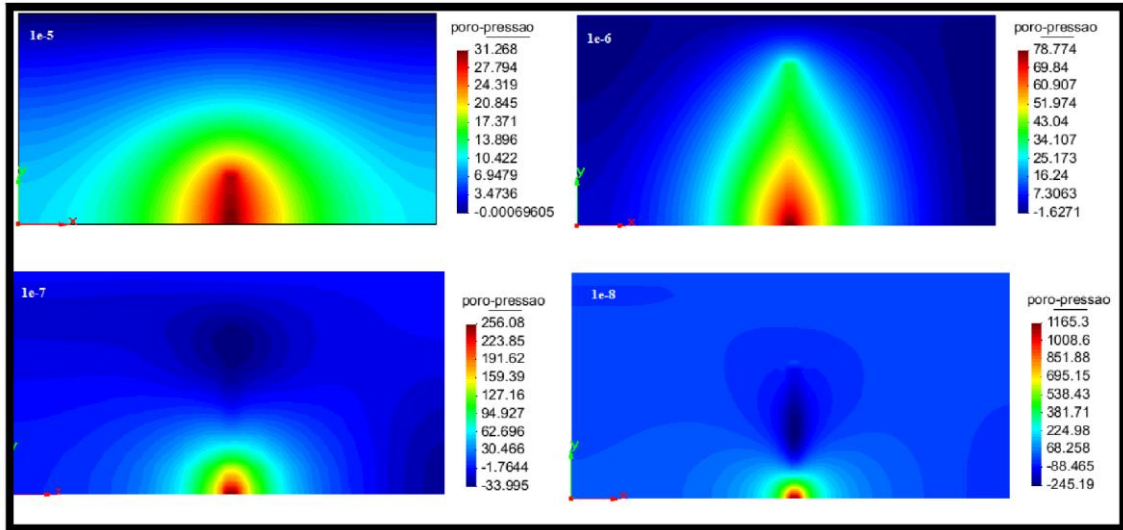 1e-5
poro-pressao
31.268
27.794
24.319
20.845
17.371
13.896
10.422
6.9479
3.4736
-0.00069605
y
x
1e-6
poro-pressao
78.774
69.84
60.907
51.974
43.04
34.107
25.173
16.24
7.3063
-1.6271
y
x
1e-7
poro-pressao
256.08
223.85
191.62
159.39
127.16
94.927
62.696
30.466
-1.7644
-33.995
y
x
1e-8
poro-pressao
1165.3
1008.6
851.88
695.15
538.43
381.71
224.98
68.258
-88.465
-245.19
y
x